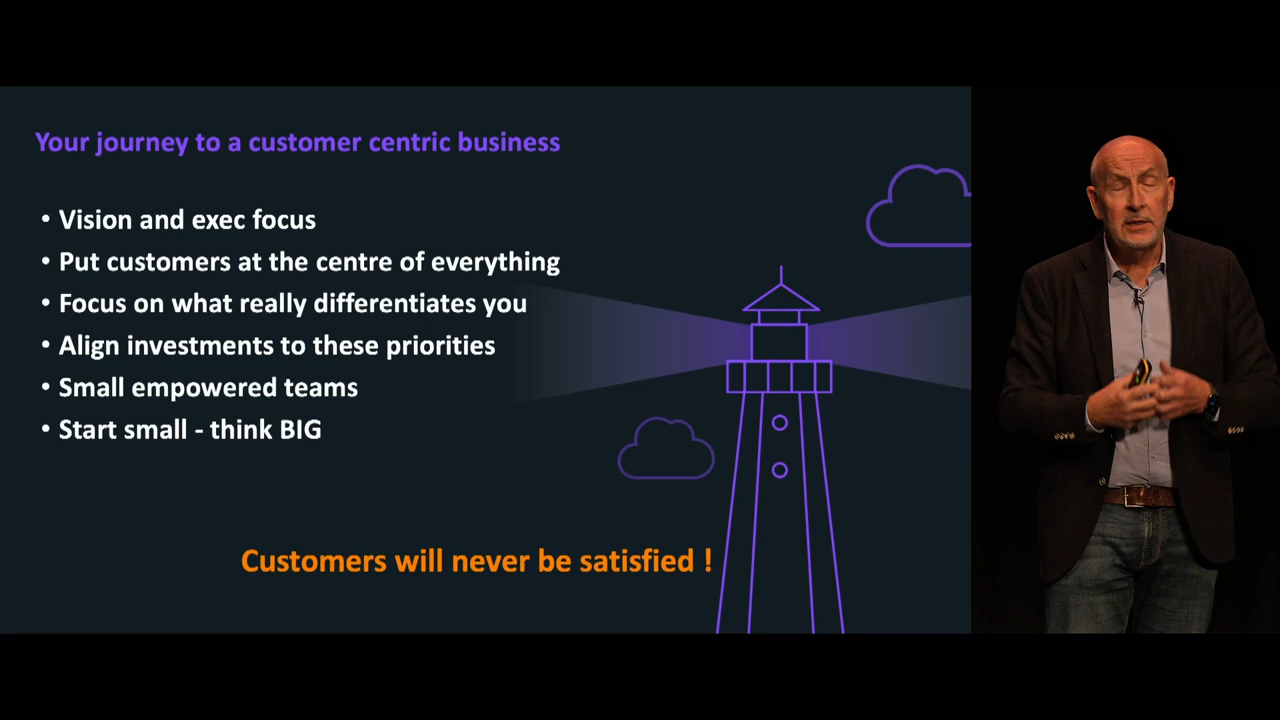 Your journey to a customer centric business
• Vision and exec focus
• Put customers at the centre of everything
• Focus on what really differentiates you
• Align investments to these priorities
• Small empowered teams
• Start small - think BIG
Customers will never be satisfied !